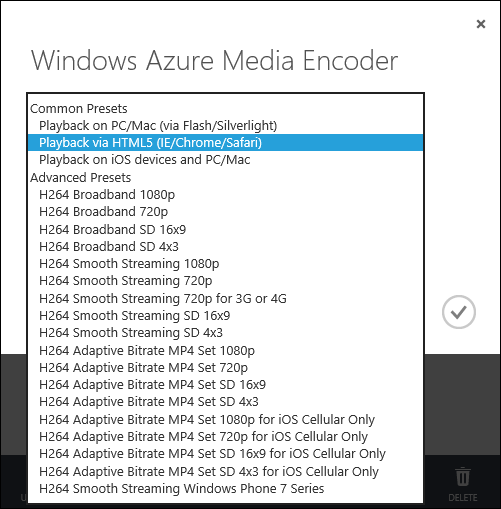 Windows Azure Media Encoder
Common Presets
Playback on PC/Mac (via Flash/Silverlight)
Playback via HTML5 (IE/Chrome/Safari)
Playback on iOS devices and PC/Mac
Advanced Presets
H264 Broadband 1080p
H264 Broadband 720p
H264 Broadband SD 16x9
H264 Broadband SD 4x3
H264 Smooth Streaming 1080p
H264 Smooth Streaming 720p
H264 Smooth Streaming 720p for 3G or 4G
H264 Smooth Streaming SD 16x9
H264 Smooth Streaming SD 4x3
H264 Adaptive Bitrate MP4 Set 1080p
H264 Adaptive Bitrate MP4 Set 720p
H264 Adaptive Bitrate MP4 Set SD 16x9
H264 Adaptive Bitrate MP4 Set SD 4x3
H264 Adaptive Bitrate MP4 Set 1080p for iOS Cellular Only
H264 Adaptive Bitrate MP4 Set 720p for iOS Cellular Only
H264 Adaptive Bitrate MP4 Set SD 16x9 for iOS Cellular Only
H264 Adaptive Bitrate MP4 Set SD 4x3 for iOS Cellular Only
H264 Smooth Streaming Windows Phone 7 Series
DELETE